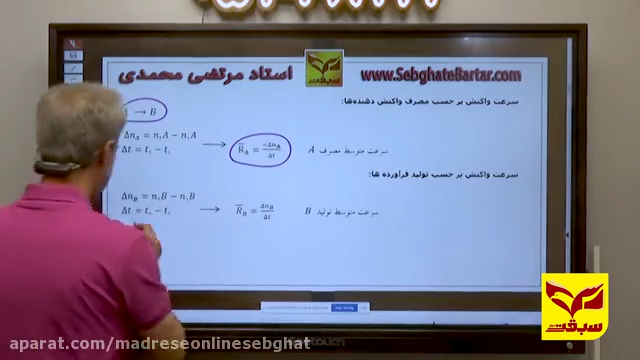 استاد مرتضی محمدی
www.SebghateBartar.com
سرعت واکنش بر حسب مصرف واکنش دهنده‌ها:
→ B
Δn_A = n₂A − n₁A
Δt = t₂ − t₁
→ R̄_A = −Δn_A / Δt
سرعت متوسط مصرف A
سرعت واکنش بر حسب تولید فرآورده ها:
Δn_B = n₂B − n₁B
Δt = t₂ − t₁
→ R̄_B = Δn_B / Δt
سرعت متوسط تولید B
سبقت
aparat.com/madreseonlinesebghat